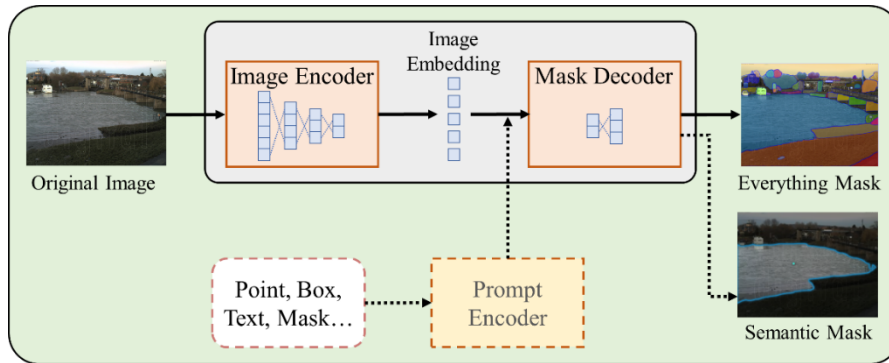 Image
Embedding
Image Encoder
Mask Decoder
Original Image
Everything Mask
Point, Box,
Text, Mask...
Prompt
Encoder
Semantic Mask